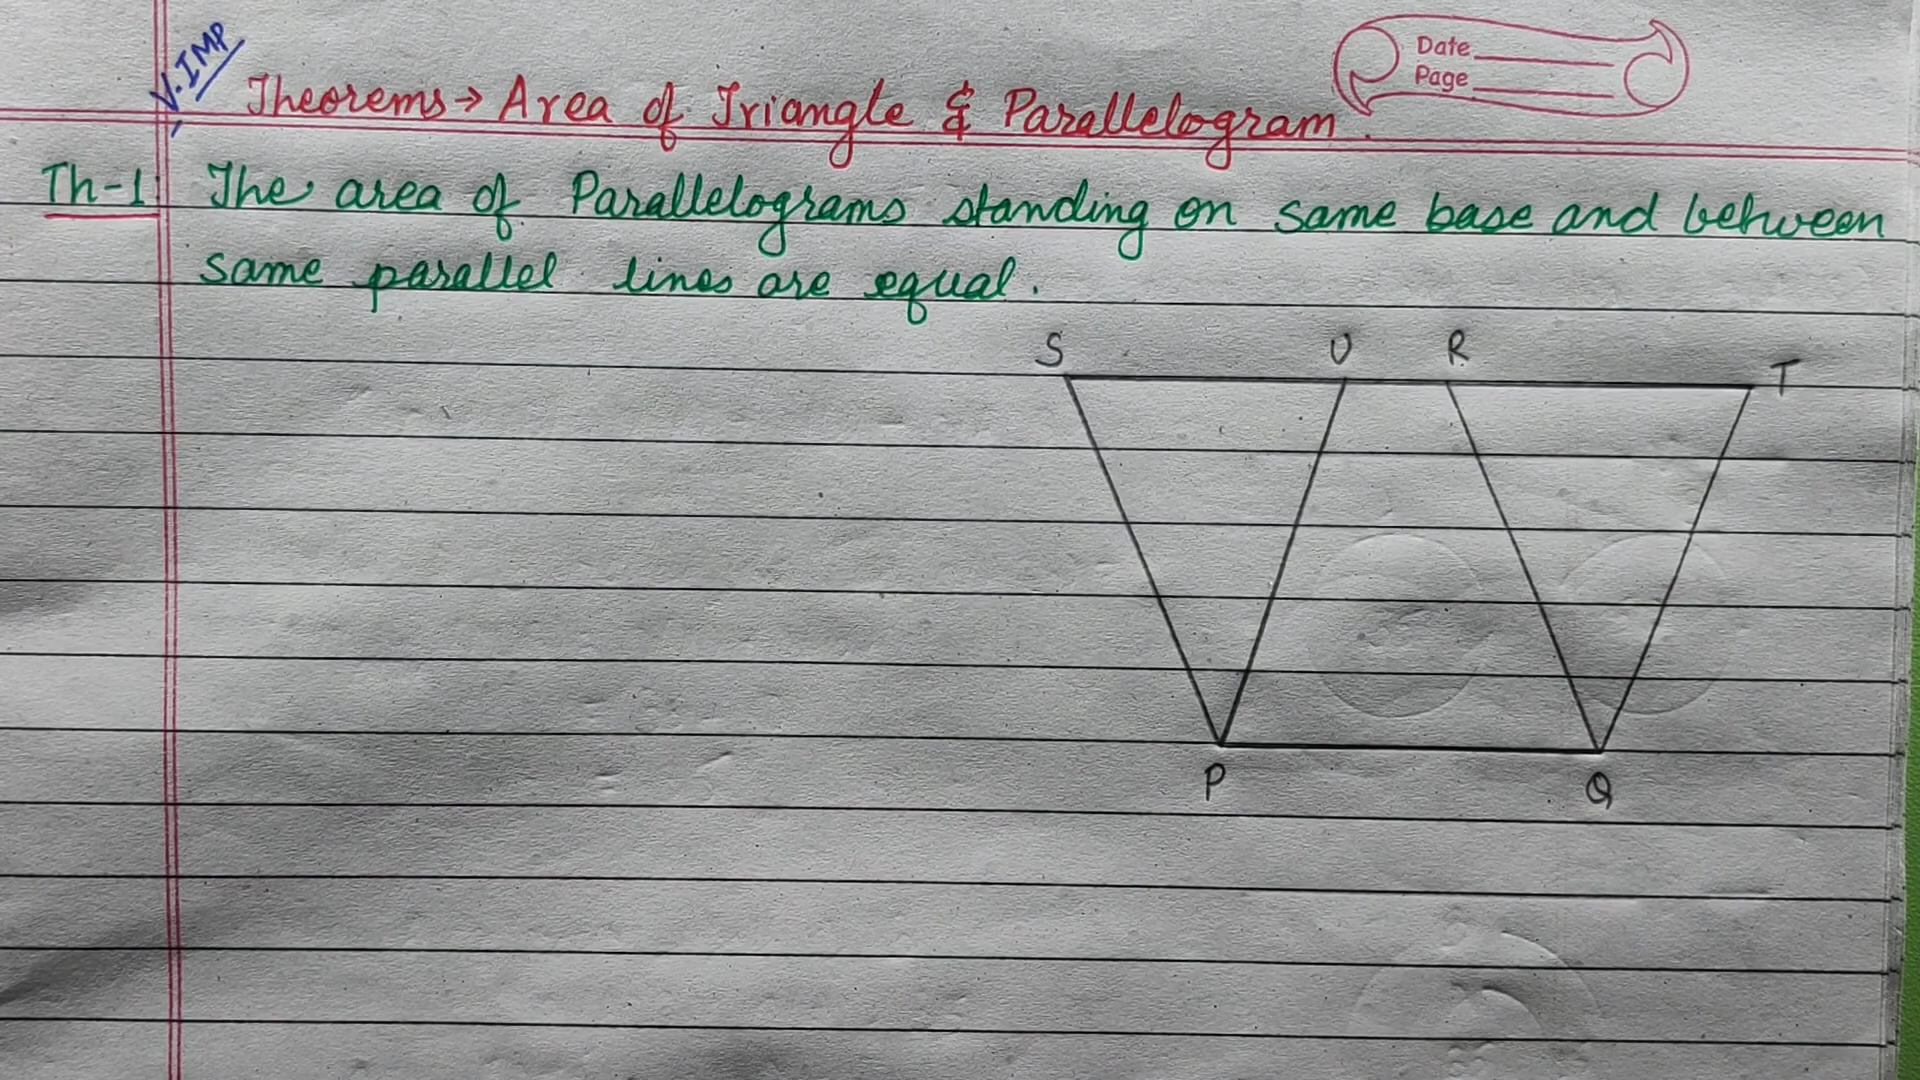 V.IMP
Date
Page
Theorems → Area of Triangle & Parallelogram.
Th-1: The area of Parallelograms standing on same base and between
same parallel lines are equal.
S U R T
P Q